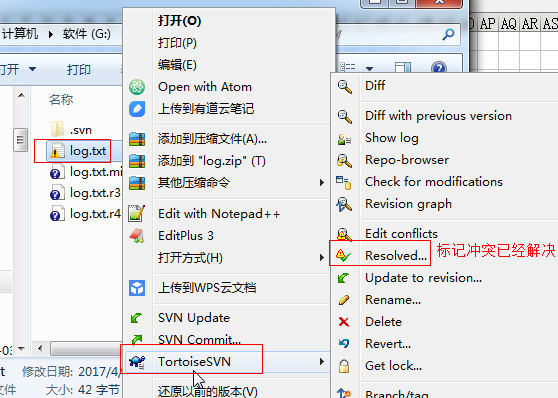 D AP AQ AR AS
计算机 ▸ 软件 (G:) ▸
打开
打印
名称
.svn
log.txt
log.txt.mi
log.txt.r3
log.txt.r4
修改日期: 2017/4/
大小: 42 字节
打开(O)
打印(P)
编辑(E)
Open with Atom
上传到有道云笔记
添加到压缩文件(A)...
添加到 "log.zip" (T)
其他压缩命令
Edit with Notepad++
EditPlus 3
打开方式(H)
上传到WPS云文档
SVN Update
SVN Commit...
TortoiseSVN
还原以前的版本(V)
Diff
Diff with previous version
Show log
Repo-browser
Check for modifications
Revision graph
Edit conflicts
Resolved...
标记冲突已经解决
Update to revision...
Rename...
Delete
Revert...
Get lock...
Branch/tag